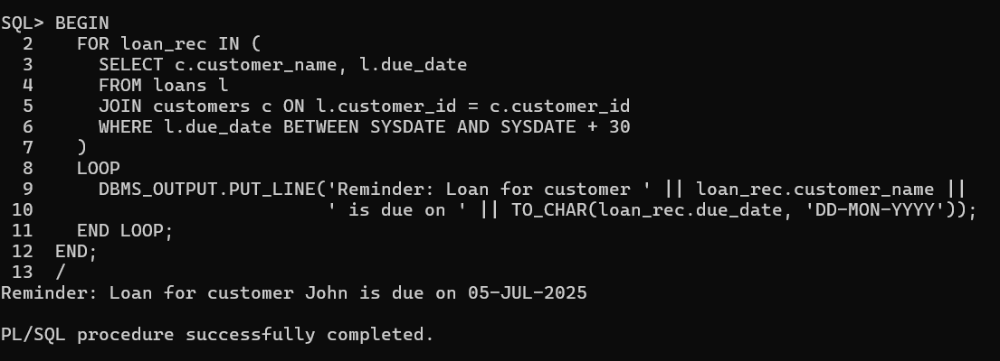 SQL> BEGIN
  2    FOR loan_rec IN (
  3      SELECT c.customer_name, l.due_date
  4      FROM loans l
  5      JOIN customers c ON l.customer_id = c.customer_id
  6      WHERE l.due_date BETWEEN SYSDATE AND SYSDATE + 30
  7    )
  8    LOOP
  9      DBMS_OUTPUT.PUT_LINE('Reminder: Loan for customer ' || loan_rec.customer_name ||
 10                           ' is due on ' || TO_CHAR(loan_rec.due_date, 'DD-MON-YYYY'));
 11    END LOOP;
 12  END;
 13  /
Reminder: Loan for customer John is due on 05-JUL-2025

PL/SQL procedure successfully completed.